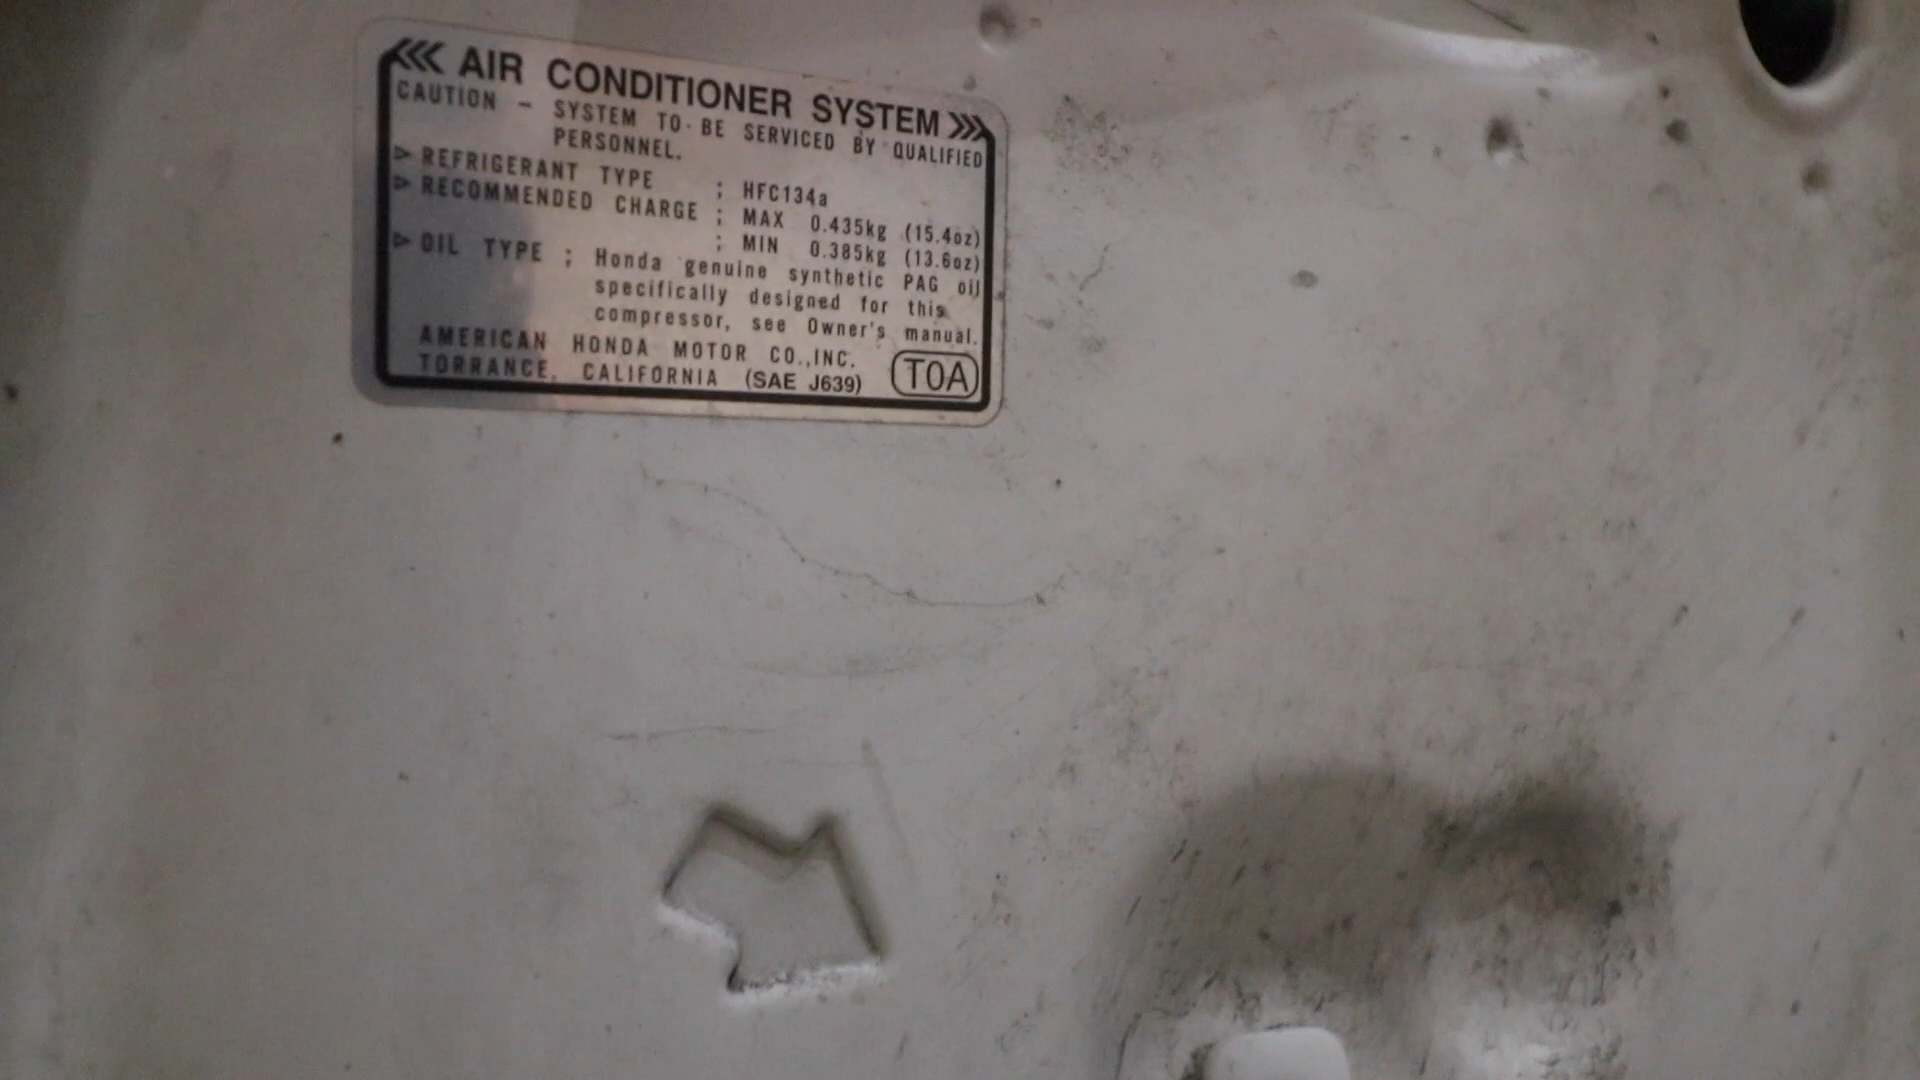 AIR CONDITIONER SYSTEM
CAUTION - SYSTEM TO BE SERVICED BY QUALIFIED
PERSONNEL.
REFRIGERANT TYPE ; HFC134a
RECOMMENDED CHARGE ; MAX 0.435kg (15.4oz)
; MIN 0.385kg (13.6oz)
OIL TYPE ; Honda genuine synthetic PAG oil
specifically designed for this
compressor, see Owner's manual.
AMERICAN HONDA MOTOR CO.,INC.
TORRANCE, CALIFORNIA (SAE J639) T0A